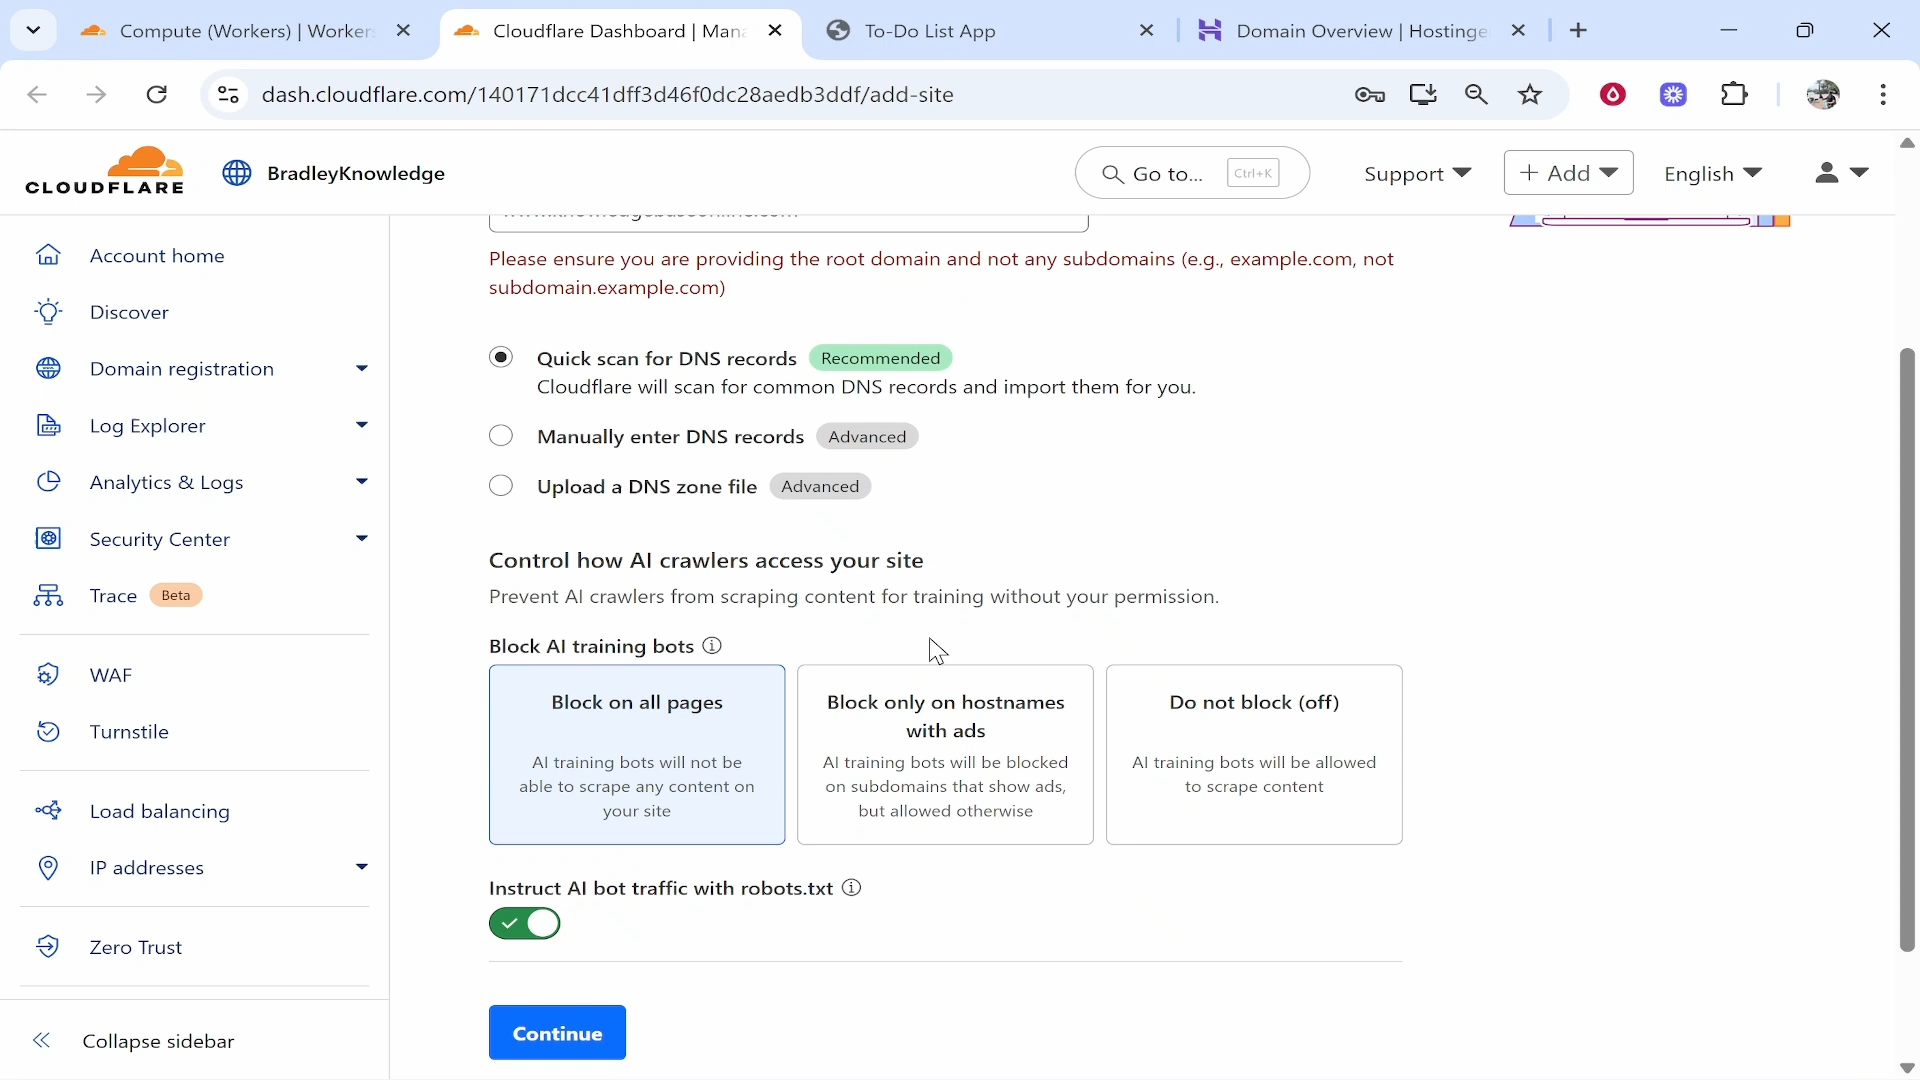 Compute (Workers) | Worker
Cloudflare Dashboard | Mana
To-Do List App
Domain Overview | Hostinge
dash.cloudflare.com/140171dcc41dff3d46f0dc28aedb3ddf/add-site
CLOUDFLARE
BradleyKnowledge
Go to...
Ctrl+K
Support
Add
English
Account home
Discover
Domain registration
Log Explorer
Analytics & Logs
Security Center
Trace Beta
WAF
Turnstile
Load balancing
IP addresses
Zero Trust
Collapse sidebar
Please ensure you are providing the root domain and not any subdomains (e.g., example.com, not
subdomain.example.com)
Quick scan for DNS records Recommended
Cloudflare will scan for common DNS records and import them for you.
Manually enter DNS records Advanced
Upload a DNS zone file Advanced
Control how AI crawlers access your site
Prevent AI crawlers from scraping content for training without your permission.
Block AI training bots
Block on all pages
AI training bots will not be
able to scrape any content on
your site
Block only on hostnames
with ads
AI training bots will be blocked
on subdomains that show ads,
but allowed otherwise
Do not block (off)
AI training bots will be allowed
to scrape content
Instruct AI bot traffic with robots.txt
Continue